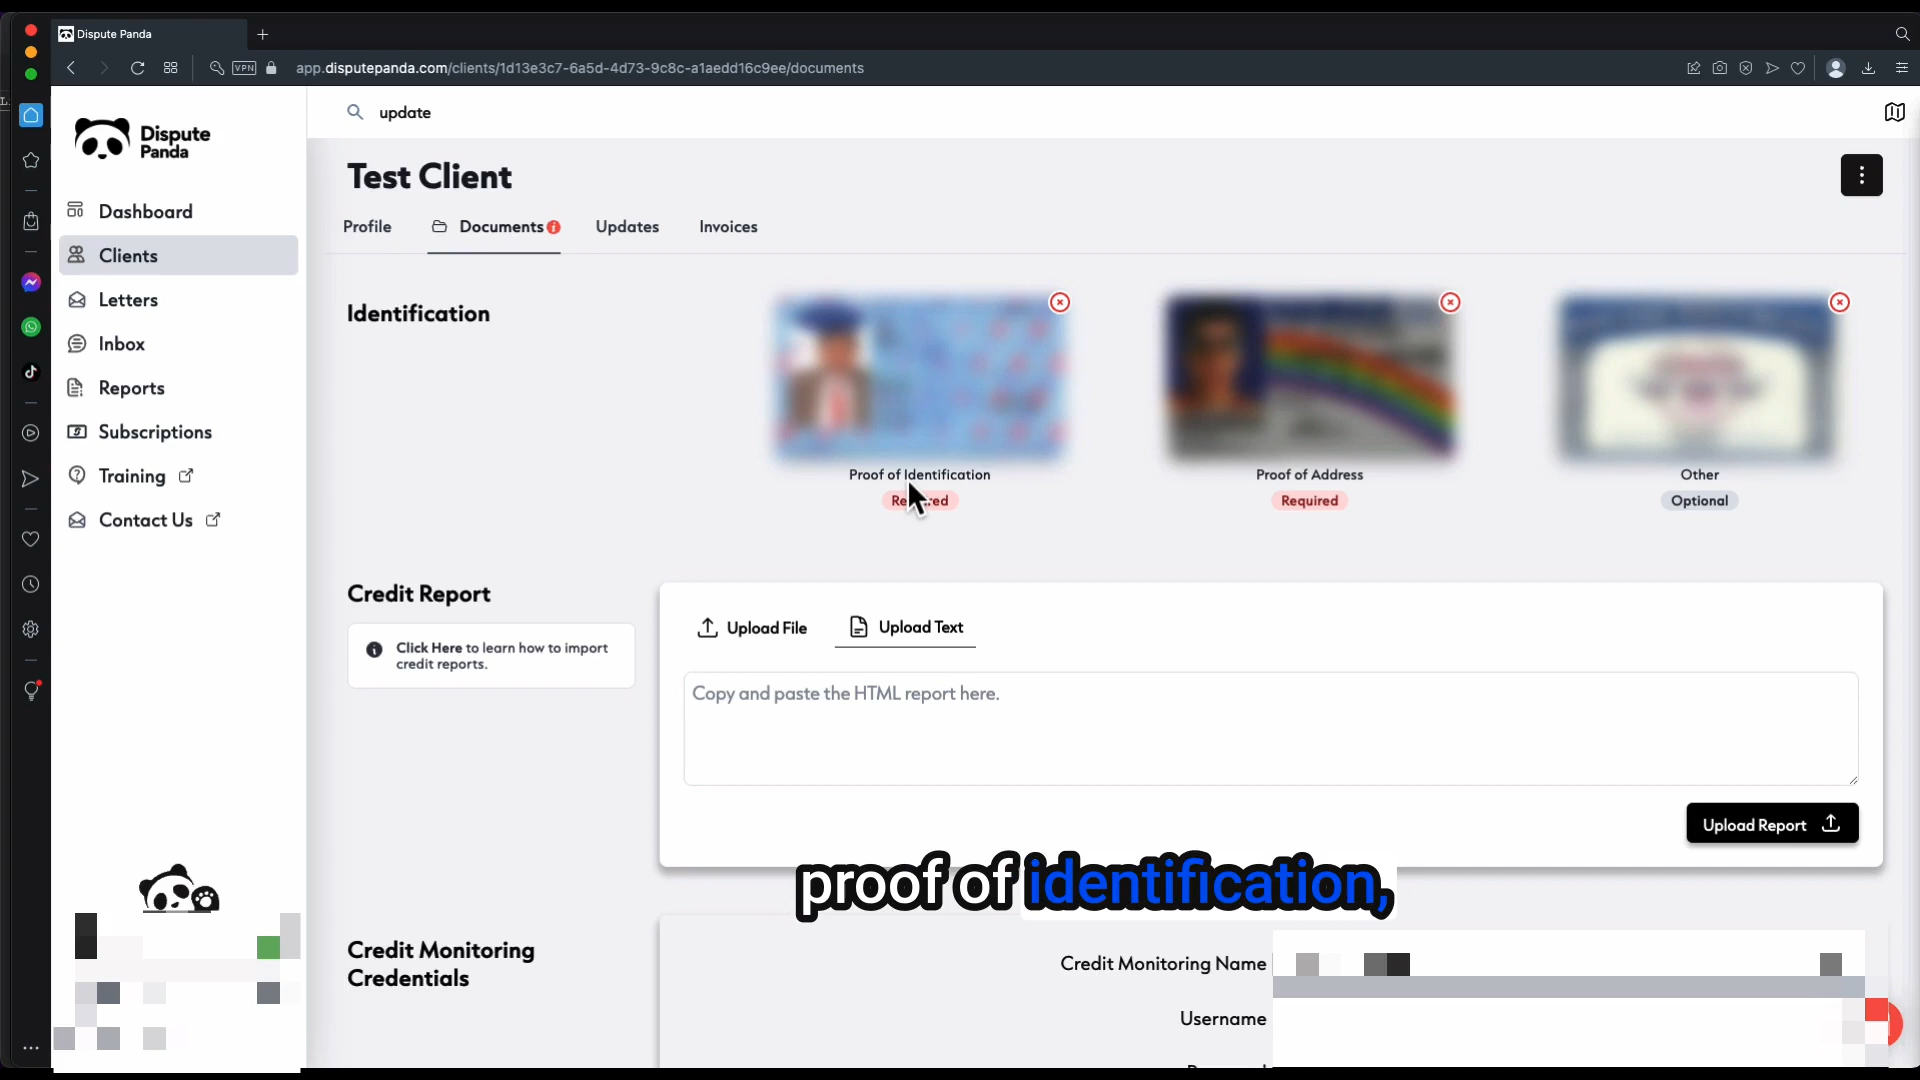 Dispute Panda
VPN
app.disputepanda.com/clients/1d13e3c7-6a5d-4d73-9c8c-a1aedd16c9ee/documents
Dispute
Panda
update
Test Client
Dashboard
Clients
Letters
Inbox
Reports
Subscriptions
Training
Contact Us
Profile
Documents
Updates
Invoices
Identification
Proof of Identification
Required
Proof of Address
Required
Other
Optional
Credit Report
Click Here to learn how to import
credit reports.
Upload File
Upload Text
Copy and paste the HTML report here.
Upload Report
proof of identification,
Credit Monitoring
Credentials
Credit Monitoring Name
Username